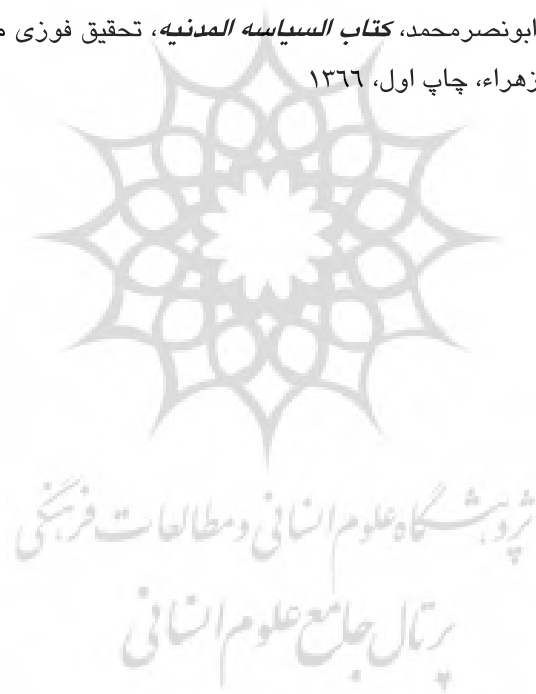 ابونصرمحمد، کتاب السیاسه المدنیه، تحقیق فوزی
زهراء، چاپ اول، ۱۳۶۶
پژوهشگاه علوم انسانی و مطالعات فرهنگی
پرتال جامع علوم انسانی